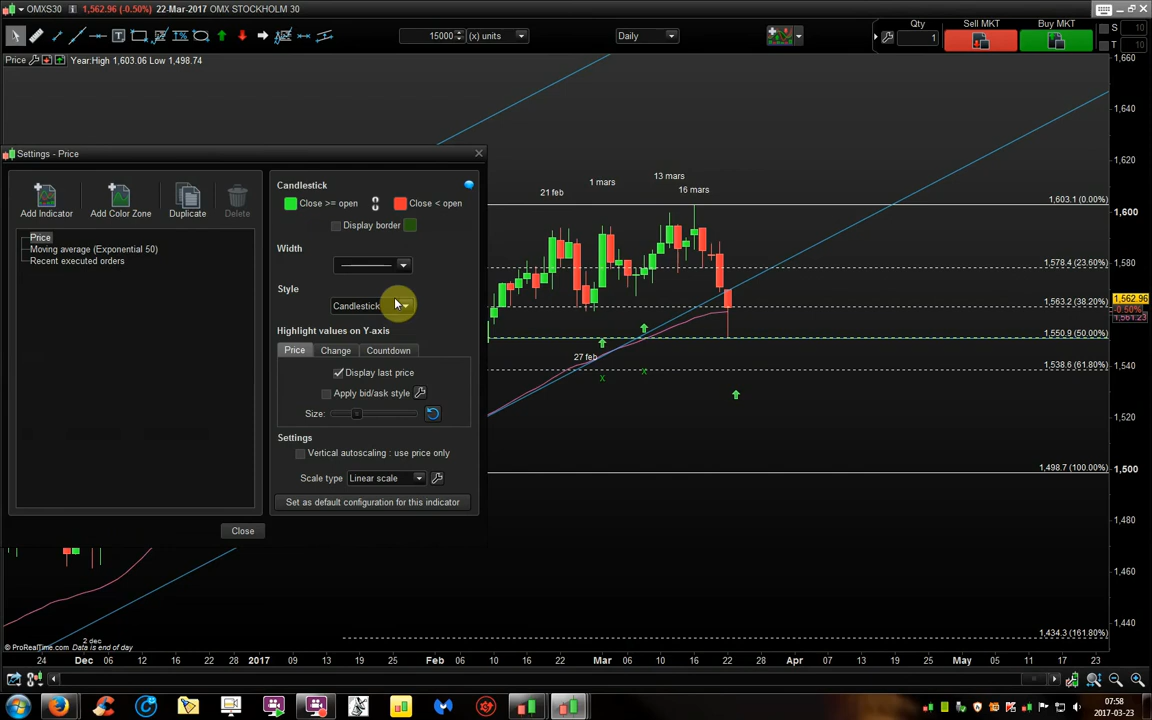 OMXS30 1,562.96 (-0.50%) 22-Mar-2017 OMX STOCKHOLM 30
Qty Sell MKT Buy MKT
15000 (x) units Daily 1 S 10
T 10
Price Year:High 1,603.06 Low 1,498.74
1,660
1,640
1,620
1,600
1,580
1,562.96
-0.50%
1,561.23
1,540
1,520
1,500
1,480
1,460
1,440
Settings - Price
Add Indicator Add Color Zone Duplicate Delete
Price
Moving average (Exponential 50)
Recent executed orders
Close
Candlestick
Close >= open Close < open
Display border
Width
Style
Candlestick
Highlight values on Y-axis
Price Change Countdown
Display last price
Apply bid/ask style
Size:
Settings
Vertical autoscaling : use price only
Scale type Linear scale
Set as default configuration for this indicator
21 feb
1 mars
13 mars
16 mars
27 feb
x x
1,603.1 (0.00%)
1,578.4 (23.60%)
1,563.2 (38.20%)
1,550.9 (50.00%)
1,538.6 (61.80%)
1,498.7 (100.00%)
1,434.3 (161.80%)
2 dec
© ProRealTime.com Data is end of day
24 Dec 06 12 16 22 28 2017 09 13 19 25 Feb 06 10 16 22 Mar 06 10 16 22 28 Apr 07 13 19 25 May 05 11 17 23
07:58
2017-03-23